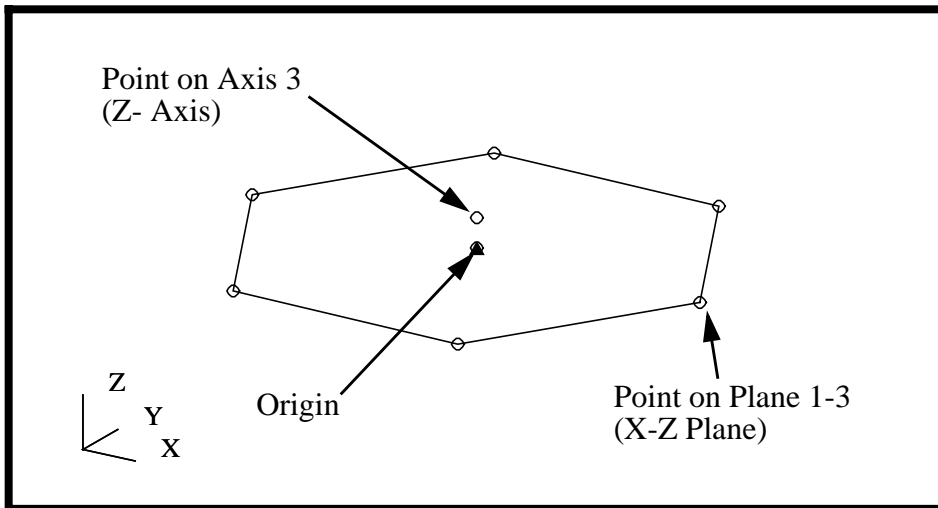 Point on Axis 3
(Z- Axis)
Origin
Point on Plane 1-3
(X-Z Plane)
Z
Y
X